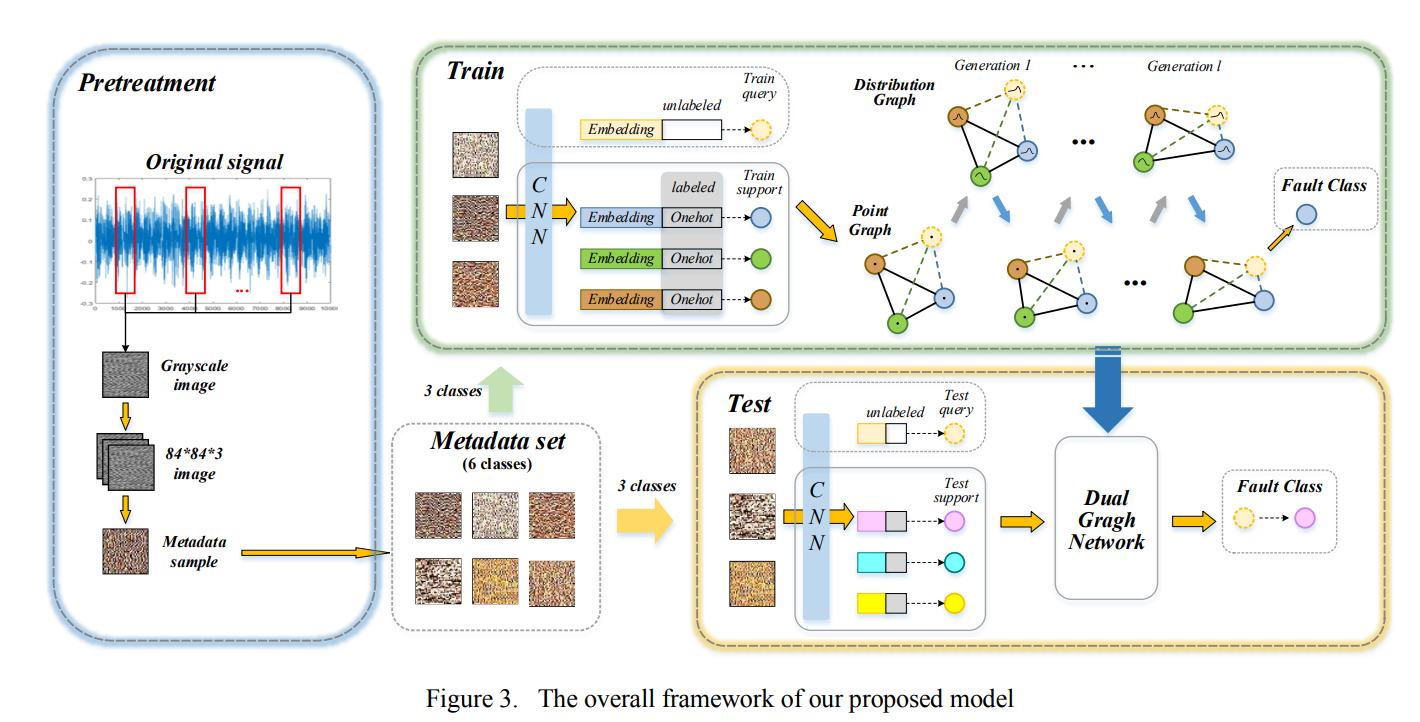 Pretreatment
Original signal
0.3
0.2
0.1
0
-0.1
-0.2
-0.3
0 1000 2000 3000 4000 5000 6000 7000 8000 9000
...
Grayscale
image
84*84*3
image
Metadata
sample
Train
unlabeled
Train
query
Embedding
C
N
N
labeled
Train
support
Embedding Onehot
Embedding Onehot
Embedding Onehot
Distribution
Graph
Generation 1 ... Generation l
...
Point
Graph
...
Fault Class
3 classes
Metadata set
(6 classes)
3 classes
Test
unlabeled
Test
query
C
N
N
Test
support
Dual
Gragh
Network
Fault Class
Figure 3. The overall framework of our proposed model